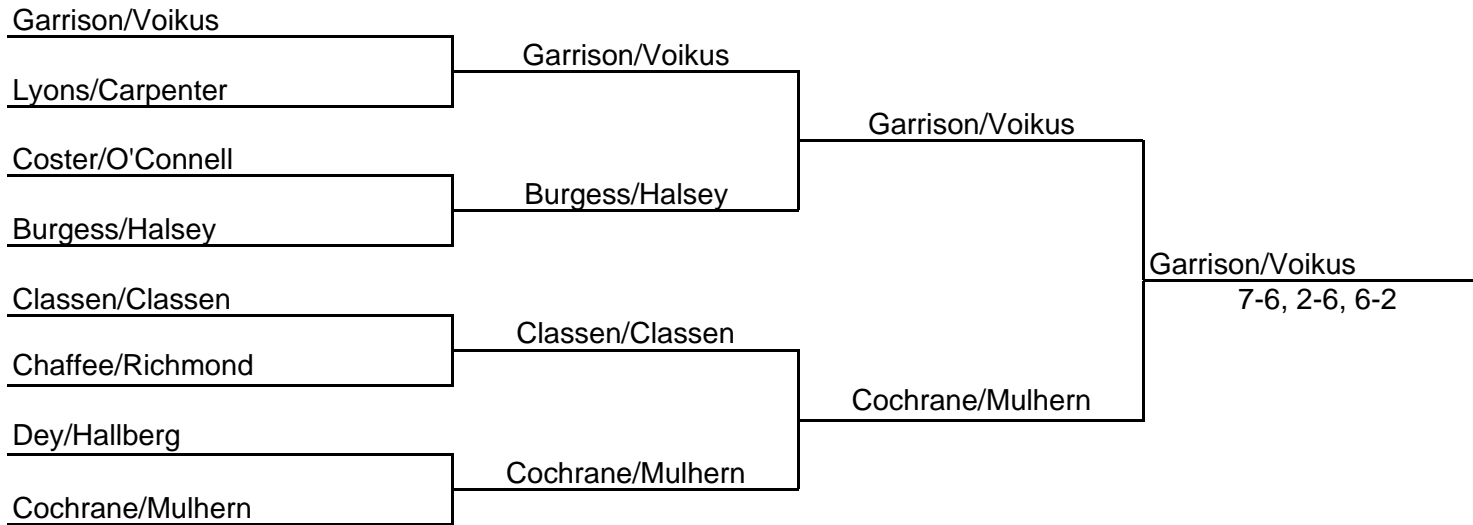 Garrison/Voikus
Lyons/Carpenter
Coster/O'Connell
Burgess/Halsey
Classen/Classen
Chaffee/Richmond
Dey/Hallberg
Cochrane/Mulhern
Garrison/Voikus
Burgess/Halsey
Classen/Classen
Cochrane/Mulhern
Garrison/Voikus
Cochrane/Mulhern
Garrison/Voikus
7-6, 2-6, 6-2